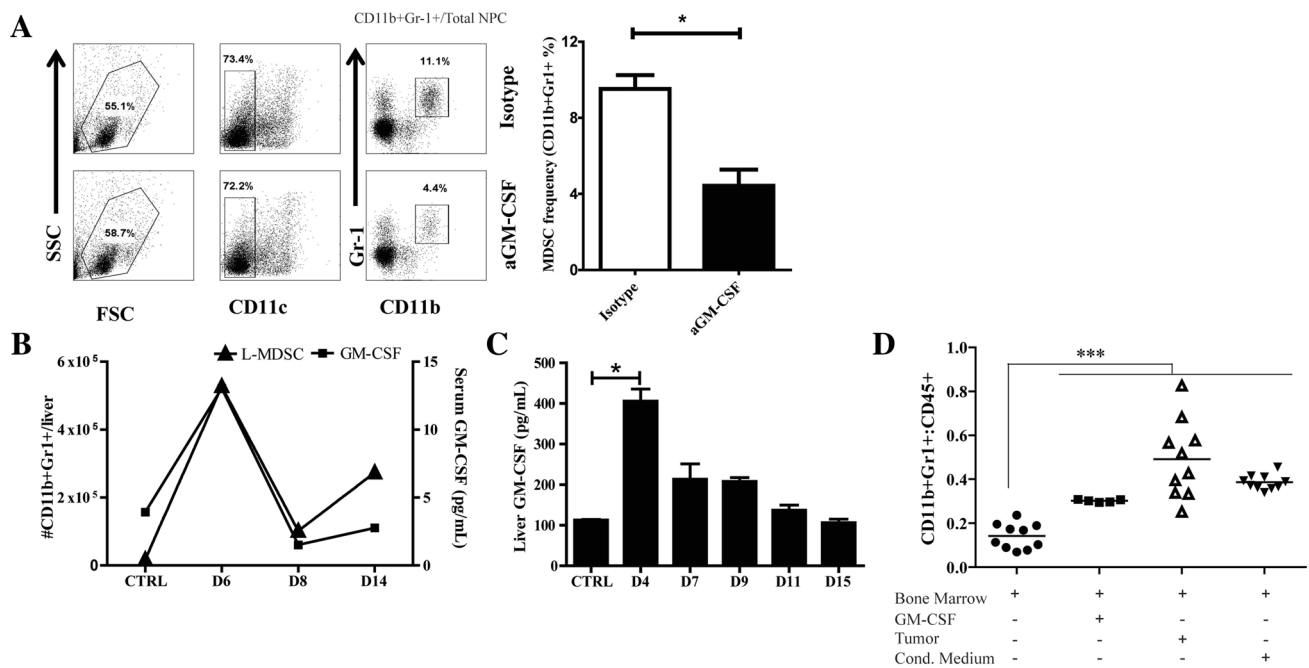 A
CD11b+Gr-1+/Total NPC
SSC
55.1%
58.7%
FSC
73.4%
72.2%
CD11c
Gr-1
11.1%
4.4%
CD11b
Isotype
aGM-CSF
MDSC frequency (CD11b+Gr1+ %)
12
8
4
0
*
Isotype
aGM-CSF
B
L-MDSC
GM-CSF
#CD11b+Gr1+/liver
6x10⁵
4x10⁵
2x10⁵
0
15
10
5
0
Serum GM-CSF (pg/mL)
CTRL D6 D8 D14
C
Liver GM-CSF (pg/mL)
500
400
300
200
100
0
*
CTRL D4 D7 D9 D11 D15
D
CD11b+Gr1+:CD45+
1.0
0.8
0.6
0.4
0.2
0.0
***
Bone Marrow + + + +
GM-CSF - + - -
Tumor - - + -
Cond. Medium - - - +